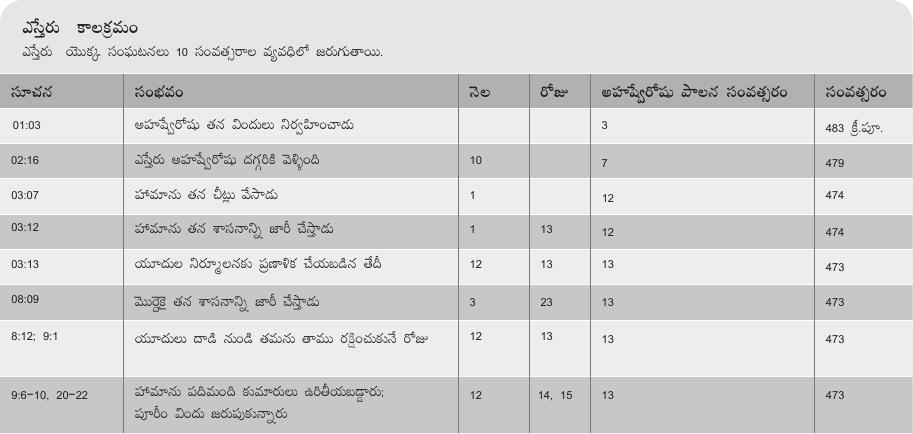 ఎస్తేరు కాలక్రమం
ఎస్తేరు యొక్క సంఘటనలు 10 సంవత్సరాల వ్యవధిలో జరుగుతాయి.
సూచన సంభవం నెల రోజు అహష్వేరోషు పాలన సంవత్సరం సంవత్సరం
01:03 అహష్వేరోషు తన విందులు నిర్వహించాడు 3 483 క్రీ.పూ.
02:16 ఎస్తేరు అహష్వేరోషు దగ్గరికి వెళ్ళింది 10 7 479
03:07 హామాను తన చీట్లు వేసాడు 1 12 474
03:12 హామాను తన శాసనాన్ని జారీ చేస్తాడు 1 13 12 474
03:13 యూదుల నిర్మూలనకు ప్రణాళిక చేయబడిన తేదీ 12 13 13 473
08:09 మొర్దెకై తన శాసనాన్ని జారీ చేస్తాడు 3 23 13 473
8:12; 9:1 యూదులు దాడి నుండి తమను తాము రక్షించుకునే రోజు 12 13 13 473
9:6–10, 20–22 హామాను పదిమంది కుమారులు ఉరితీయబడ్డారు; 12 14, 15 13 473
పూరీం విందు జరుపుకున్నారు